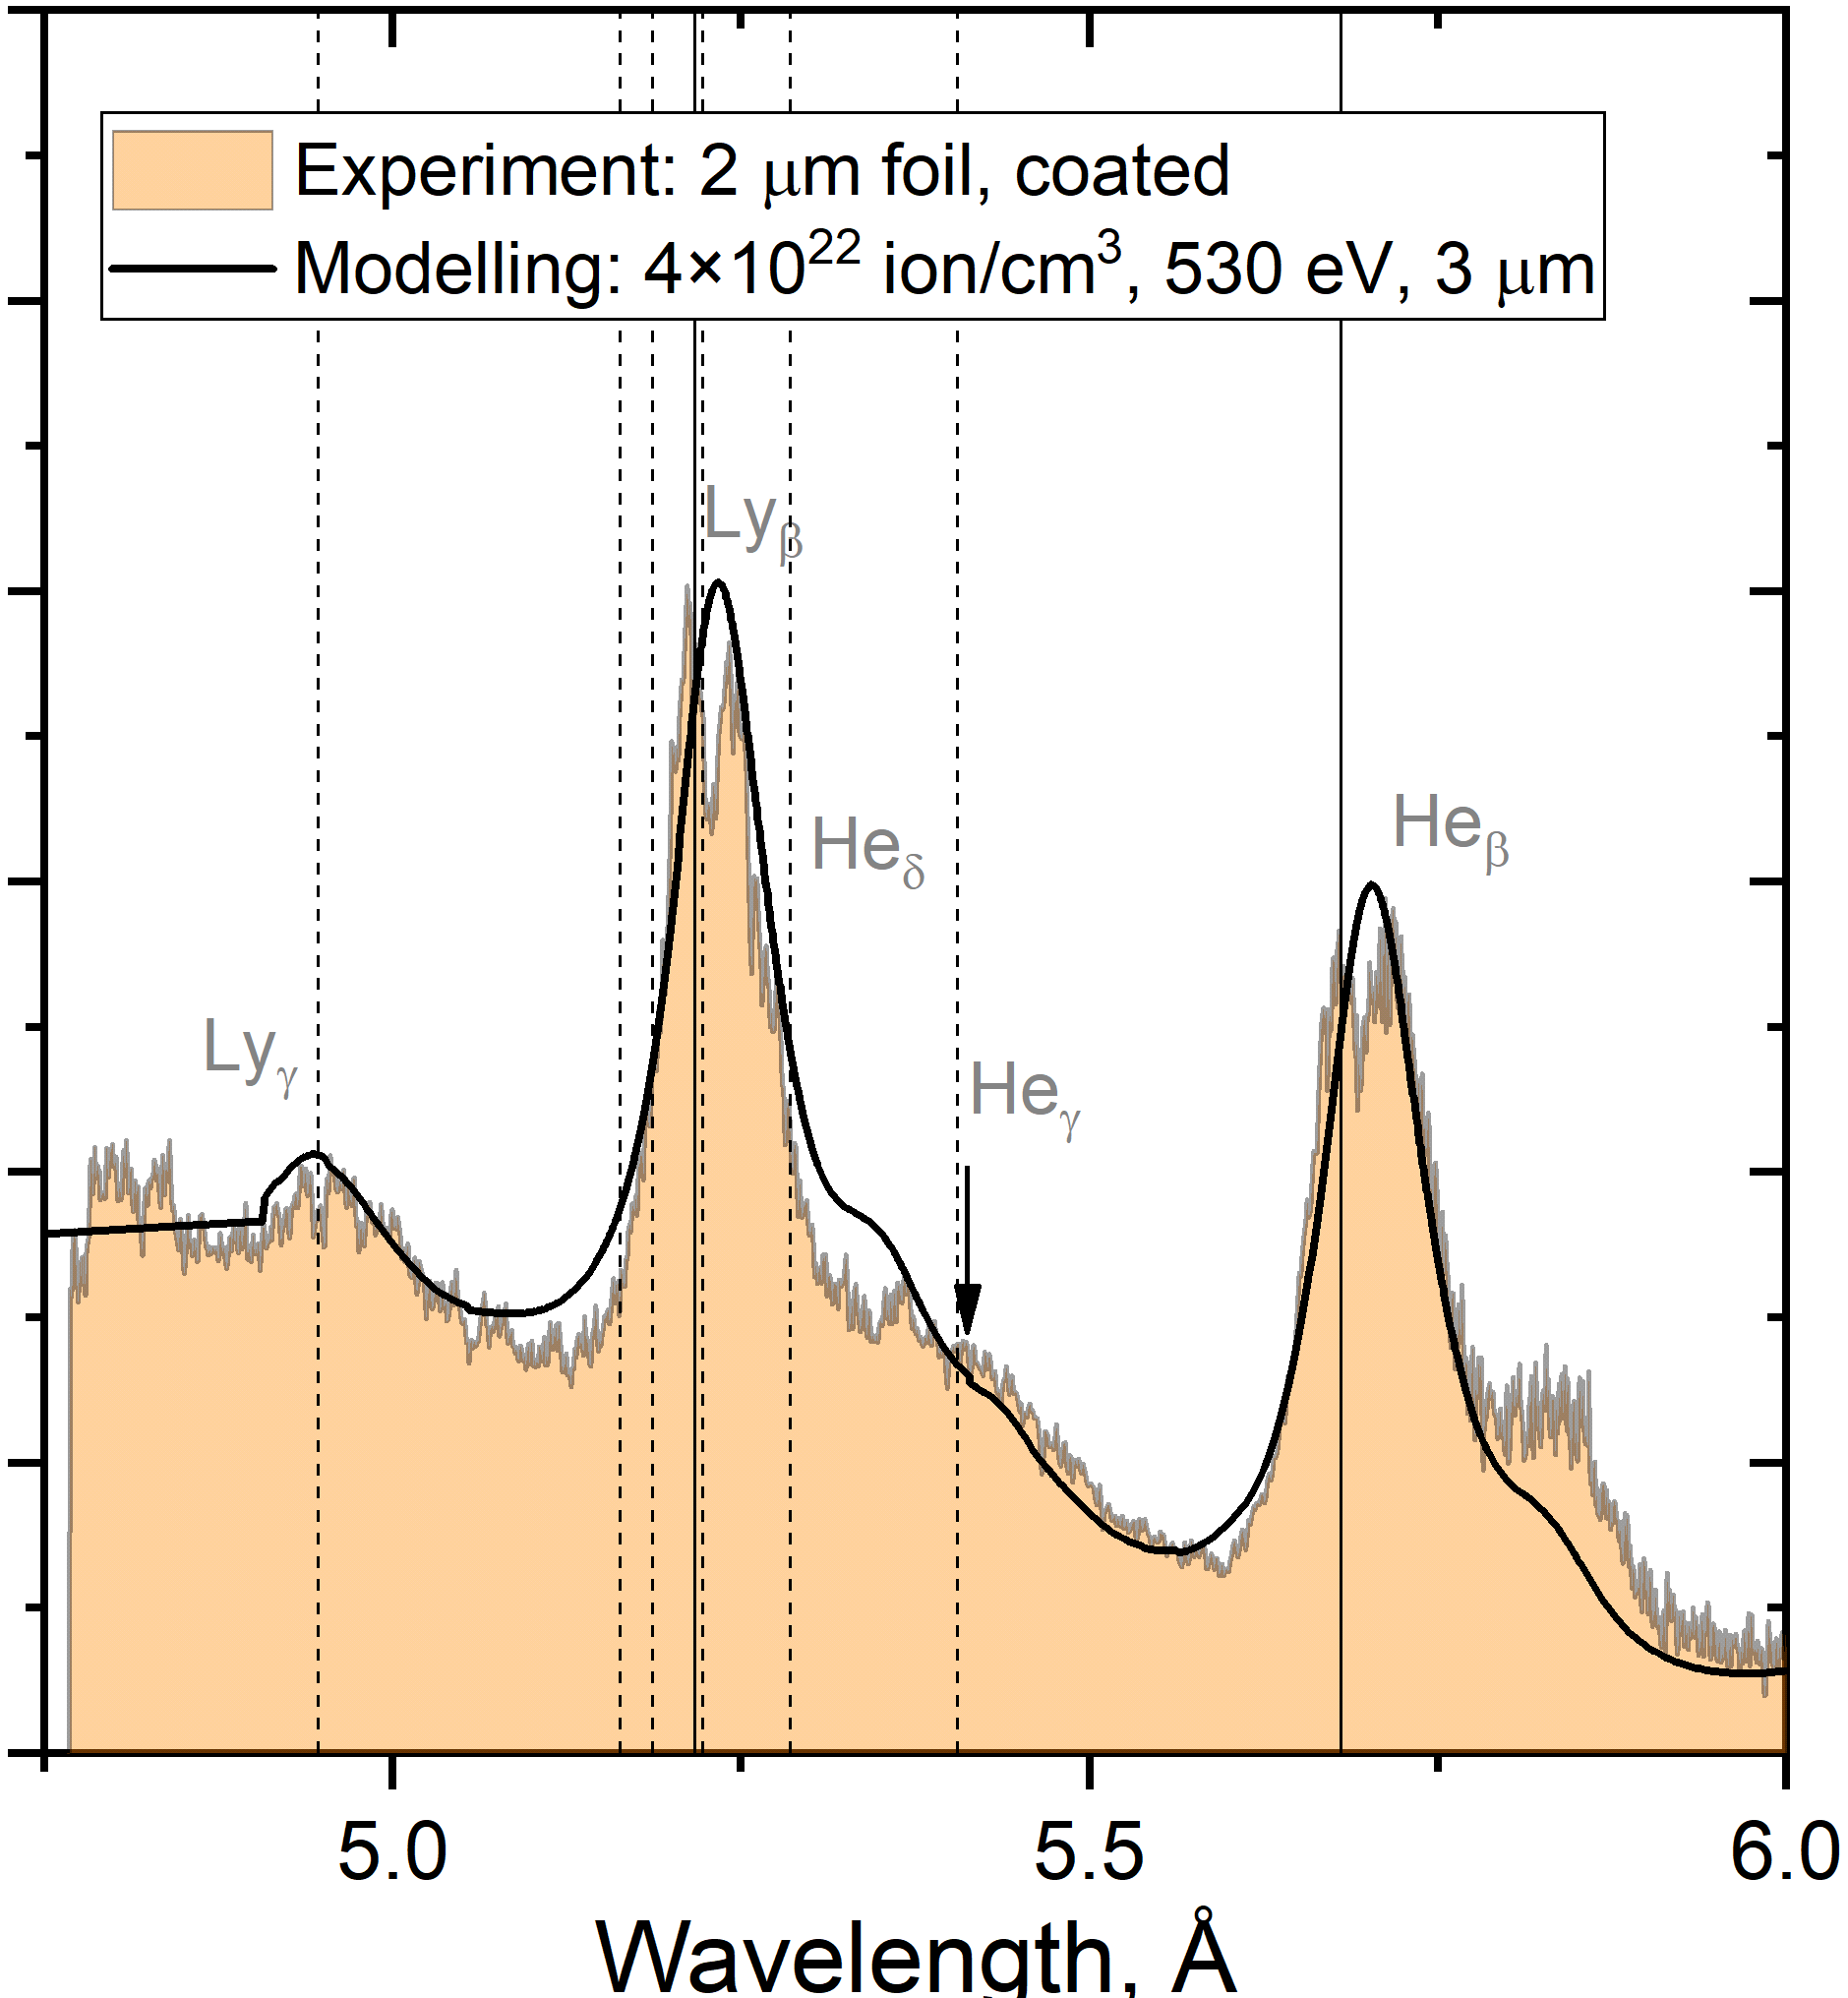 Experiment: 2 μm foil, coated
Modelling: 4×10²² ion/cm³, 530 eV, 3 μm
Lyβ
Heδ
Heβ
Lyγ
Heγ
5.0 5.5 6.0
Wavelength, Å